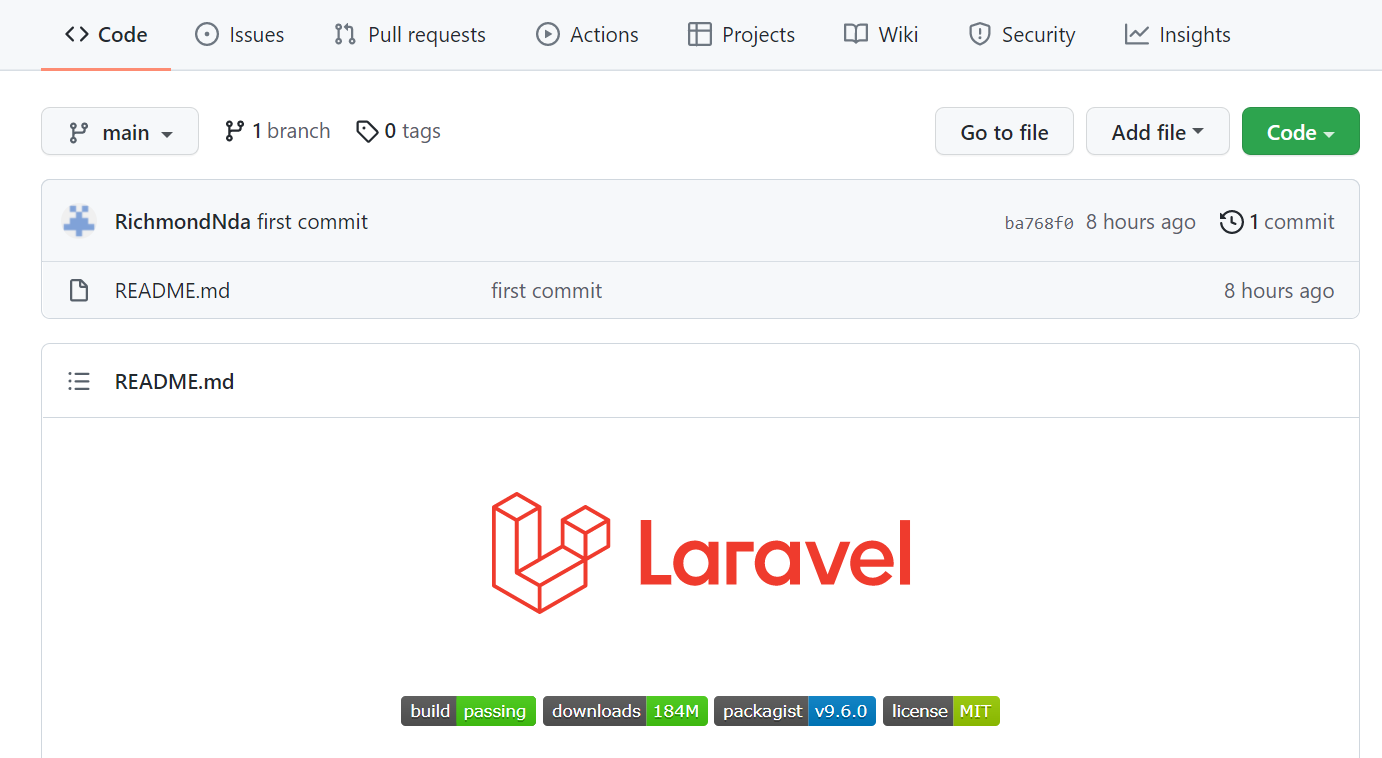 Code Issues Pull requests Actions Projects Wiki Security Insights
main 1 branch 0 tags Go to file Add file Code
RichmondNda first commit ba768f0 8 hours ago 1 commit
README.md first commit 8 hours ago
README.md
Laravel
build passing downloads 184M packagist v9.6.0 license MIT